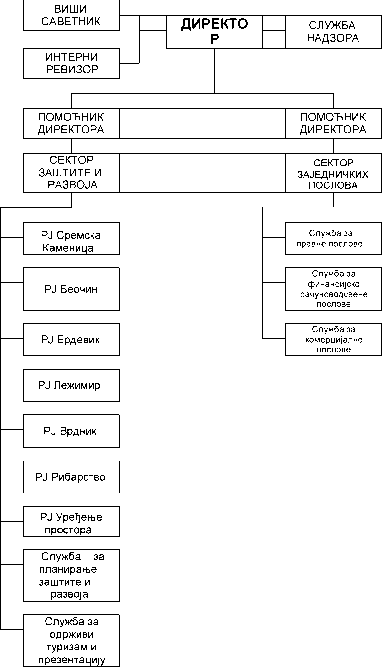 ВИШИ
САВЕТНИК
ДИРЕКТО
Р
СЛУЖБА
НАДЗОРА
ИНТЕРНИ
РЕВИЗОР
ПОМОЋНИК
ДИРЕКТОРА
ПОМОЋНИК
ДИРЕКТОРА
СЕКТОР
ЗАШТИТЕ И
РАЗВОЈА
СЕКТОР
ЗАЈЕДНИЧКИХ
ПОСЛОВА
РЈ Сремска
Каменица
РЈ Беочин
РЈ Ердевик
РЈ Лежимир
РЈ Врдник
РЈ Рибарство
РЈ Уређење
простора
Служба за
планирање
заштите и
развоја
Служба за
одрживи
туризам и
презентацију
Служба за
правне послове
Служба за
финансијско
рачуноводствене
послове
Служба за
комерцијалне
послове